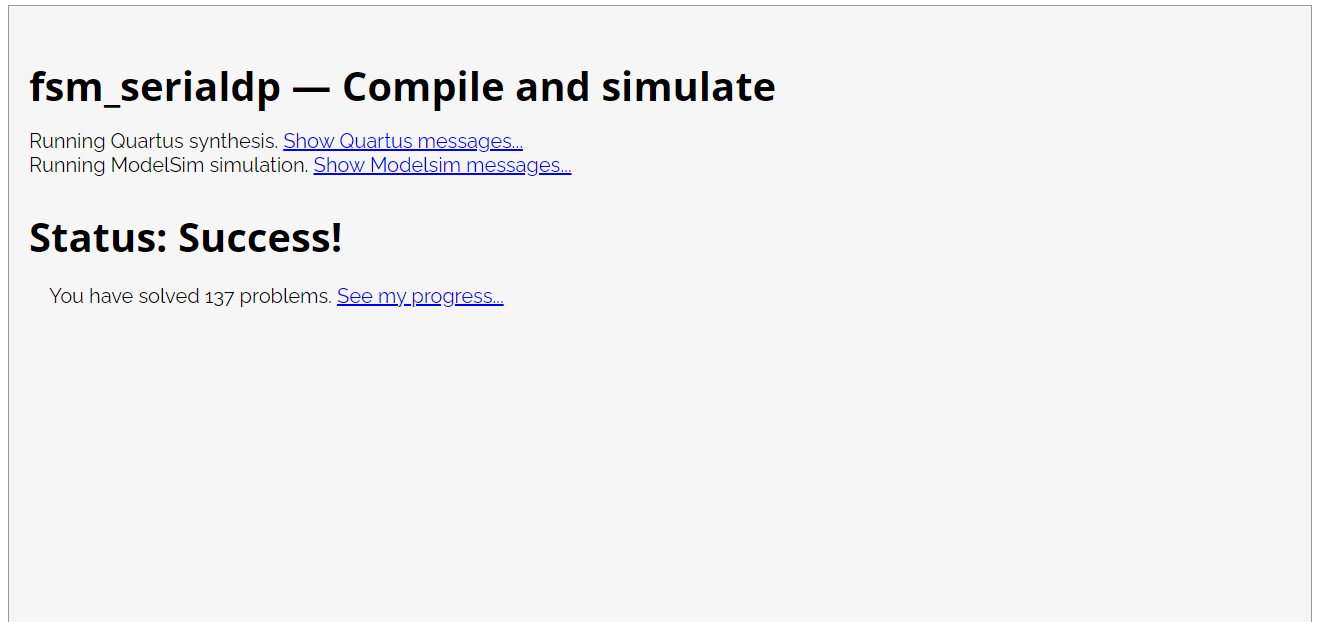 fsm_serialdp — Compile and simulate
Running Quartus synthesis. Show Quartus messages...
Running ModelSim simulation. Show Modelsim messages...
Status: Success!
You have solved 137 problems. See my progress...